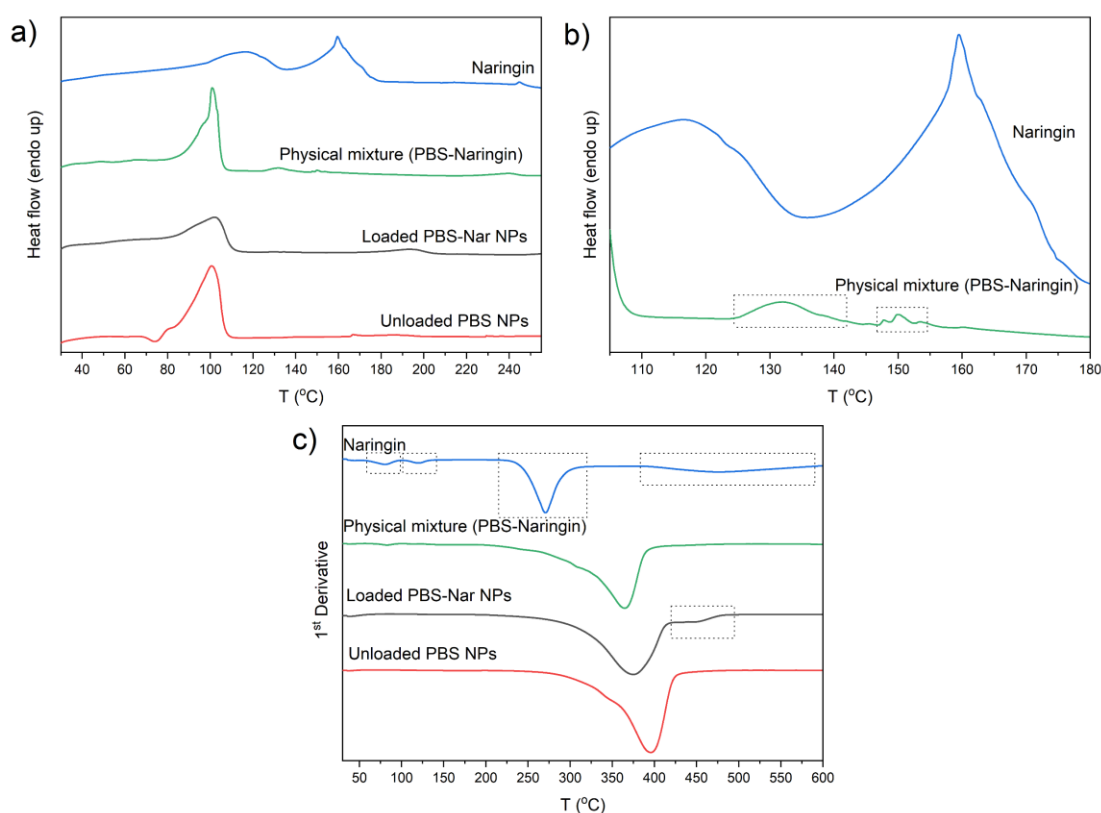 a)
Heat flow (endo up)
Naringin
Physical mixture (PBS-Naringin)
Loaded PBS-Nar NPs
Unloaded PBS NPs
40 60 80 100 120 140 160 180 200 220 240
T (°C)
b)
Heat flow (endo up)
Naringin
Physical mixture (PBS-Naringin)
110 120 130 140 150 160 170 180
T (°C)
c)
1st Derivative
Naringin
Physical mixture (PBS-Naringin)
Loaded PBS-Nar NPs
Unloaded PBS NPs
50 100 150 200 250 300 350 400 450 500 550 600
T (°C)